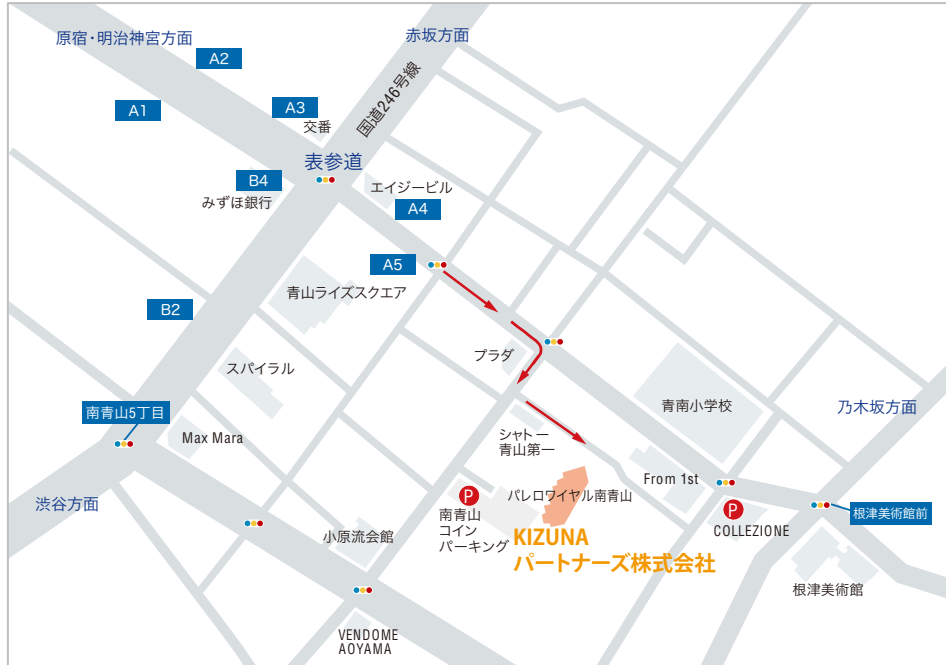 原宿・明治神宮方面
赤坂方面
A2
国道246号線
A1
A3
交番
表参道
B4
みずほ銀行
エイジービル
A4
A5
青山ライズスクエア
B2
プラダ
スパイラル
青南小学校
乃木坂方面
南青山5丁目
Max Mara
シャトー
青山第一
From 1st
渋谷方面
P
南青山
コイン
パーキング
パレロワイヤル南青山
P
COLLEZIONE
根津美術館前
小原流会館
KIZUNA
パートナーズ株式会社
根津美術館
VENDOME
AOYAMA